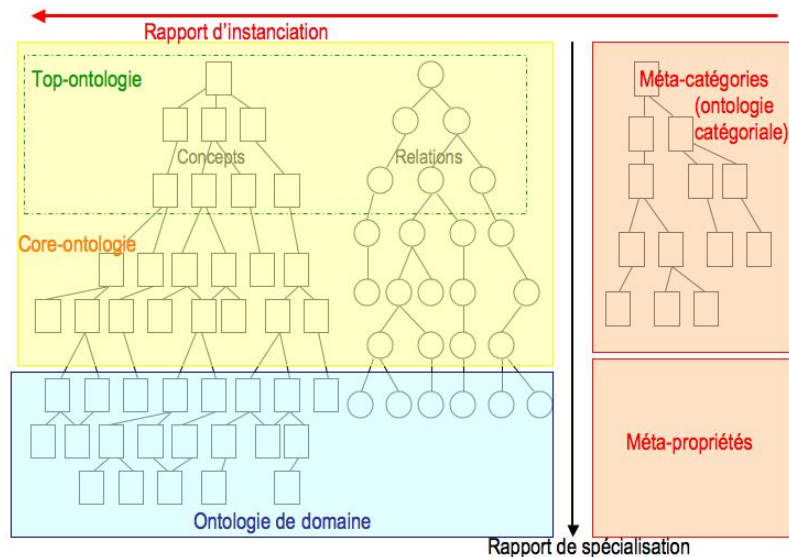 Rapport d'instanciation
Top-ontologie
Méta-catégories
(ontologie
catégoriale)
Concepts
Relations
Core-ontologie
Méta-propriétés
Ontologie de domaine
Rapport de spécialisation